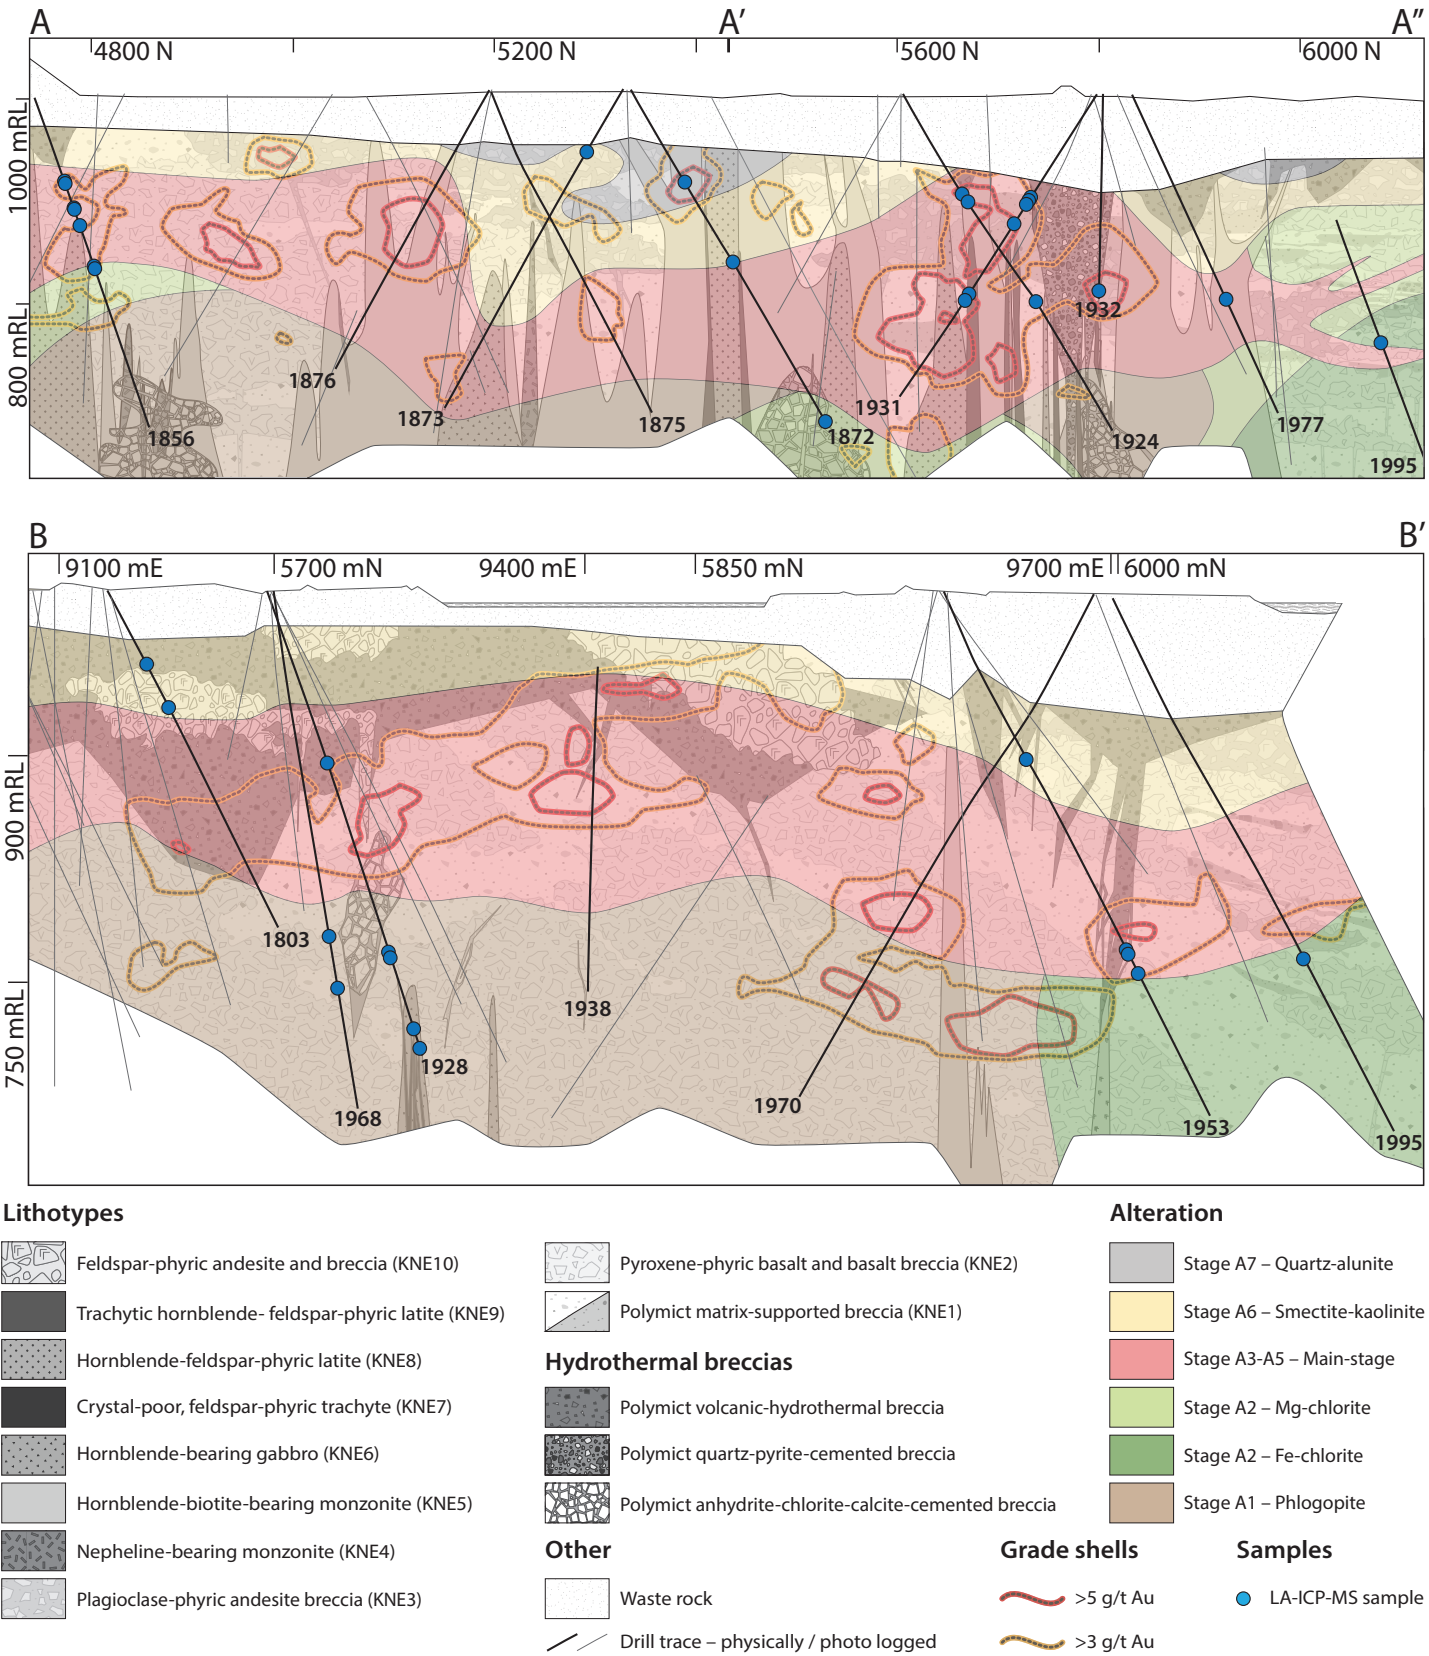 A
A′
A″
4800 N
5200 N
5600 N
6000 N
1000 mRL
800 mRL
1932
1876
1873
1875
1931
1856
1872
1924
1977
1995
B
B′
9100 mE
5700 mN
9400 mE
5850 mN
9700 mE
6000 mN
900 mRL
750 mRL
1803
1938
1928
1968
1970
1953
1995
Lithotypes
Feldspar-phyric andesite and breccia (KNE10)
Trachytic hornblende- feldspar-phyric latite (KNE9)
Hornblende-feldspar-phyric latite (KNE8)
Crystal-poor, feldspar-phyric trachyte (KNE7)
Hornblende-bearing gabbro (KNE6)
Hornblende-biotite-bearing monzonite (KNE5)
Nepheline-bearing monzonite (KNE4)
Plagioclase-phyric andesite breccia (KNE3)
Pyroxene-phyric basalt and basalt breccia (KNE2)
Polymict matrix-supported breccia (KNE1)
Hydrothermal breccias
Polymict volcanic-hydrothermal breccia
Polymict quartz-pyrite-cemented breccia
Polymict anhydrite-chlorite-calcite-cemented breccia
Other
Waste rock
Drill trace – physically / photo logged
Alteration
Stage A7 – Quartz-alunite
Stage A6 – Smectite-kaolinite
Stage A3-A5 – Main-stage
Stage A2 – Mg-chlorite
Stage A2 – Fe-chlorite
Stage A1 – Phlogopite
Grade shells
>5 g/t Au
>3 g/t Au
Samples
LA-ICP-MS sample